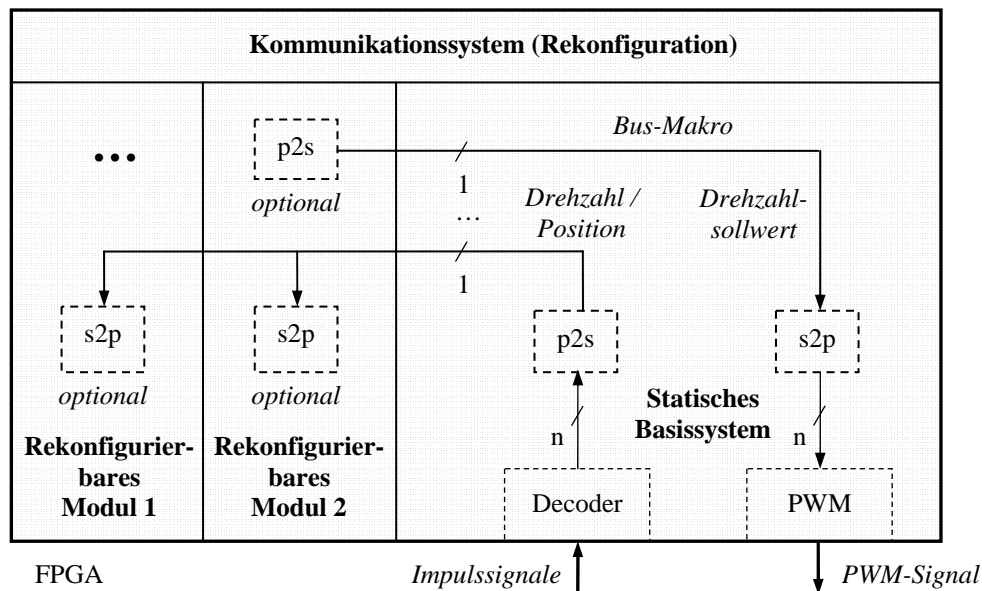 Kommunikationssystem (Rekonfiguration)
...
p2s
optional
Bus-Makro
1
...
1
Drehzahl /
Position
Drehzahl-
sollwert
s2p
optional
s2p
optional
p2s
s2p
Rekonfigurier-
bares
Modul 1
Rekonfigurier-
bares
Modul 2
Statisches
Basissystem
n
n
Decoder
PWM
FPGA
Impulssignale
PWM-Signal